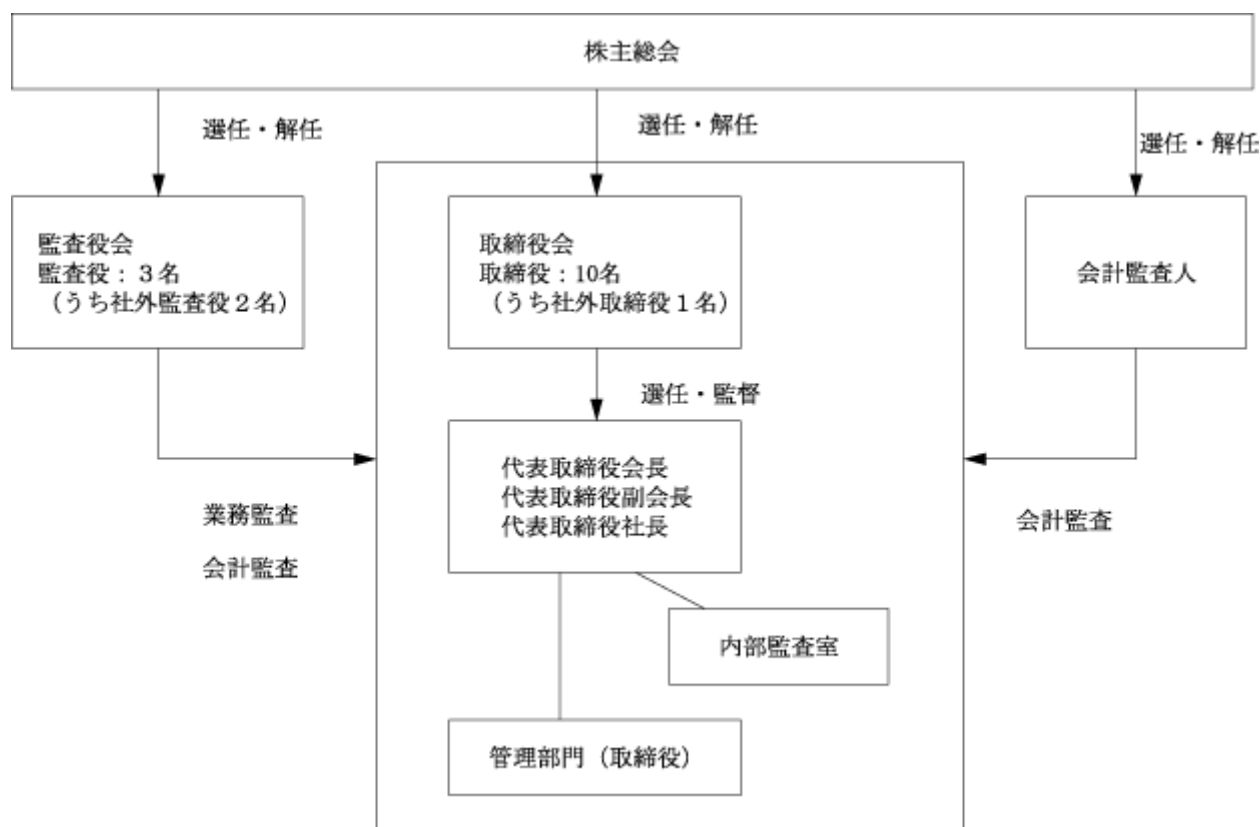 株主総会
選任・解任
選任・解任
選任・解任
監査役会
監査役：３名
（うち社外監査役２名）
取締役会
取締役：10名
（うち社外取締役１名）
会計監査人
選任・監督
代表取締役会長
代表取締役副会長
代表取締役社長
業務監査
会計監査
会計監査
内部監査室
管理部門（取締役）